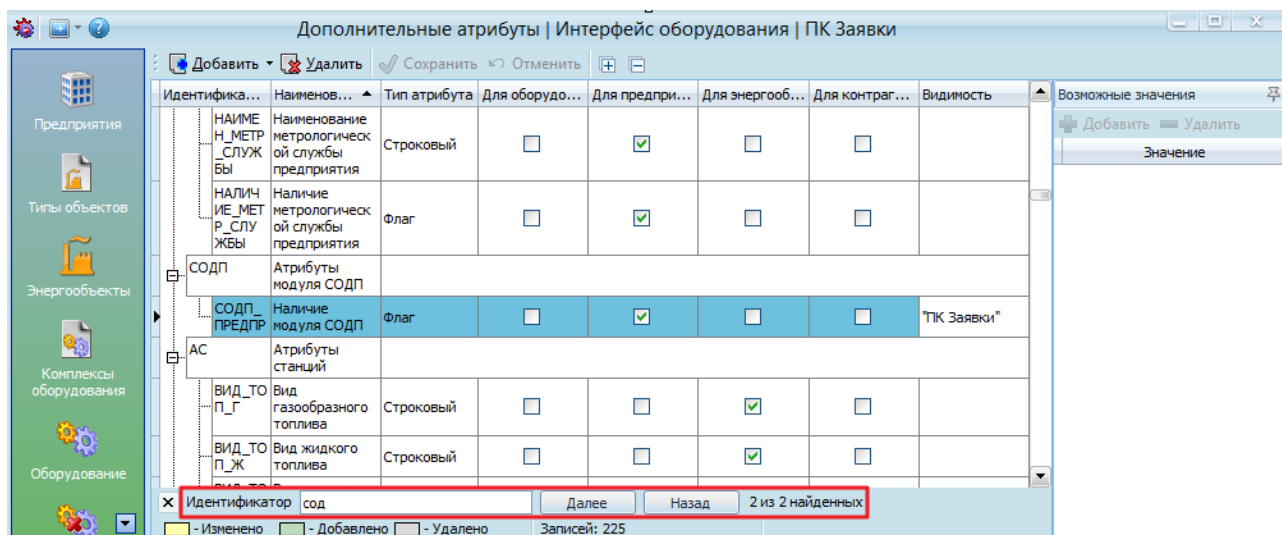 Дополнительные атрибуты | Интерфейс оборудования | ПК Заявки
Добавить Удалить Сохранить Отменить
Идентифика... Наименов... Тип атрибута Для оборудо... Для предпри... Для энергооб... Для контраг... Видимость
Возможные значения
Добавить Удалить
Значение
Предприятия
Типы объектов
Энергообъекты
Комплексы
оборудования
Оборудование
НАИМЕ Наименование
Н_МЕТР метрологическ
_СЛУЖ ой службы Строковый
БЫ предприятия
НАЛИЧ Наличие
ИЕ_МЕТ метрологическ
Р_СЛУ ой службы Флаг
ЖБЫ предприятия
СОДП Атрибуты
модуля СОДП
СОДП_ Наличие
ПРЕДПР модуля СОДП Флаг "ПК Заявки"
АС Атрибуты
станций
ВИД_ТО Вид
П_Г газообразного Строковый
топлива
ВИД_ТО Вид жидкого
П_Ж топлива Строковый
Идентификатор сод Далее Назад 2 из 2 найденных
- Изменено - Добавлено - Удалено Записей: 225